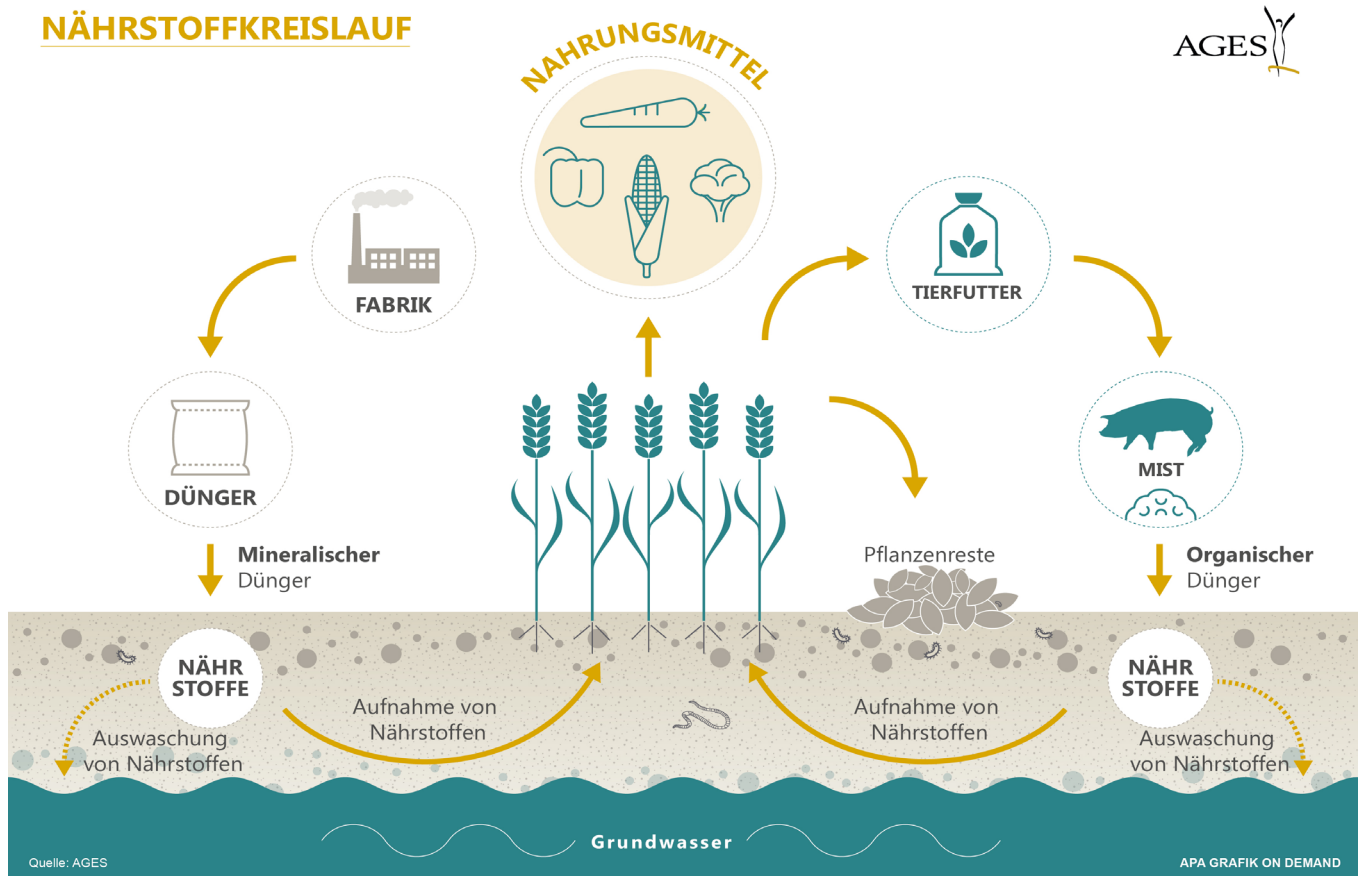 NÄHRSTOFFKREISLAUF
AGES
NAHRUNGSMITTEL
FABRIK
TIERFUTTER
DÜNGER
MIST
Mineralischer
Dünger
Pflanzenreste
Organischer
Dünger
NÄHR
STOFFE
NÄHR
STOFFE
Aufnahme von
Nährstoffen
Aufnahme von
Nährstoffen
Auswaschung
von Nährstoffen
Auswaschung
von Nährstoffen
Grundwasser
Quelle: AGES
APA GRAFIK ON DEMAND